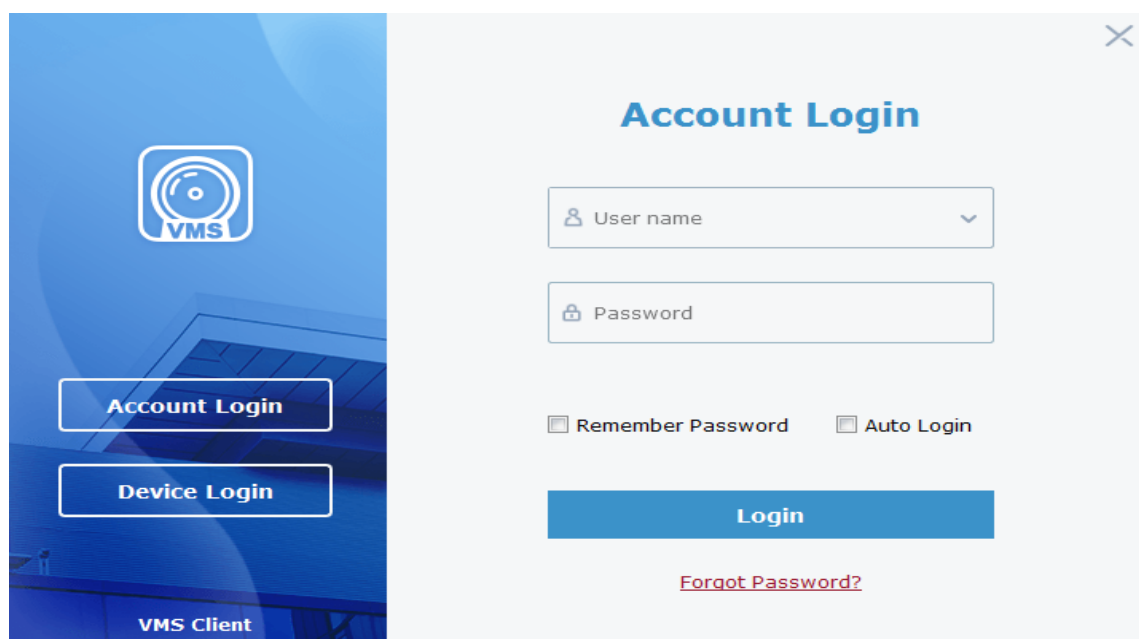 VMS
Account Login
Device Login
VMS Client
Account Login
User name
Password
Remember Password Auto Login
Login
Forgot Password?